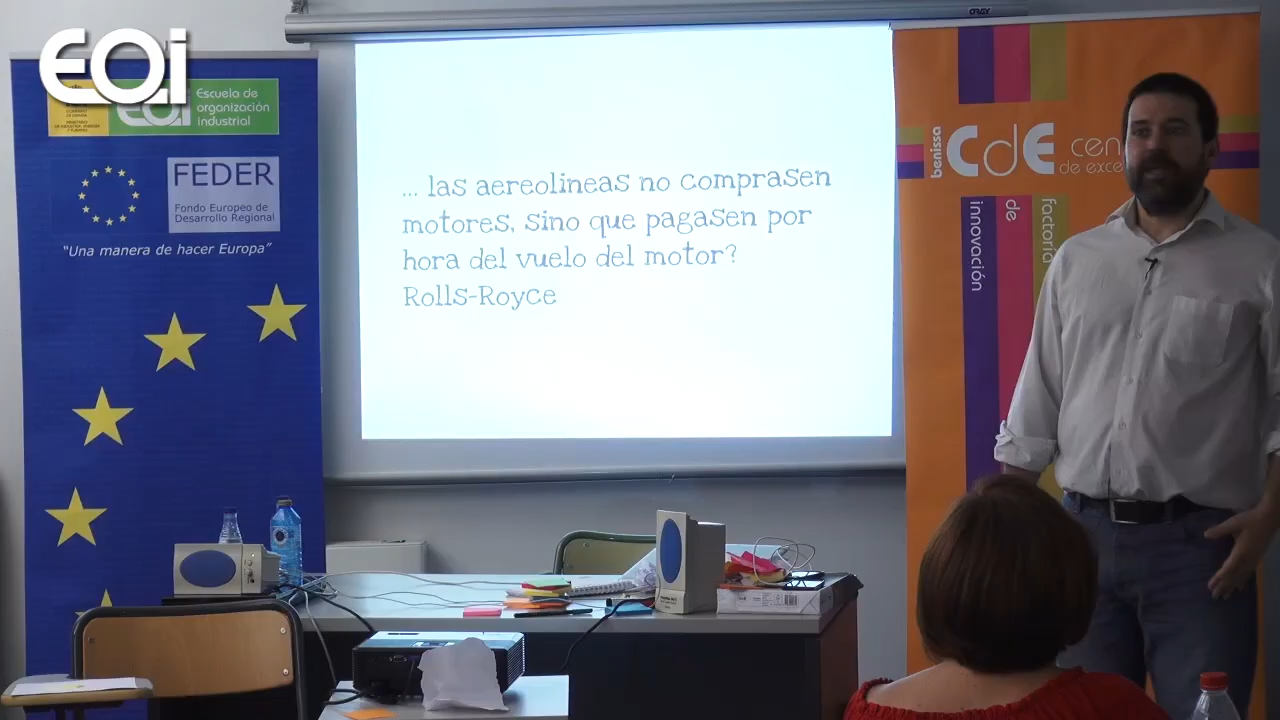 EOi
Escuela de
organización
industrial
EOi
FEDER
Fondo Europeo de
Desarrollo Regional
“Una manera de hacer Europa”
... las aereolineas no comprasen
motores, sino que pagasen por
hora del vuelo del motor?
Rolls-Royce
benissa
CdE
cen
de exce
factoría
de
innovación